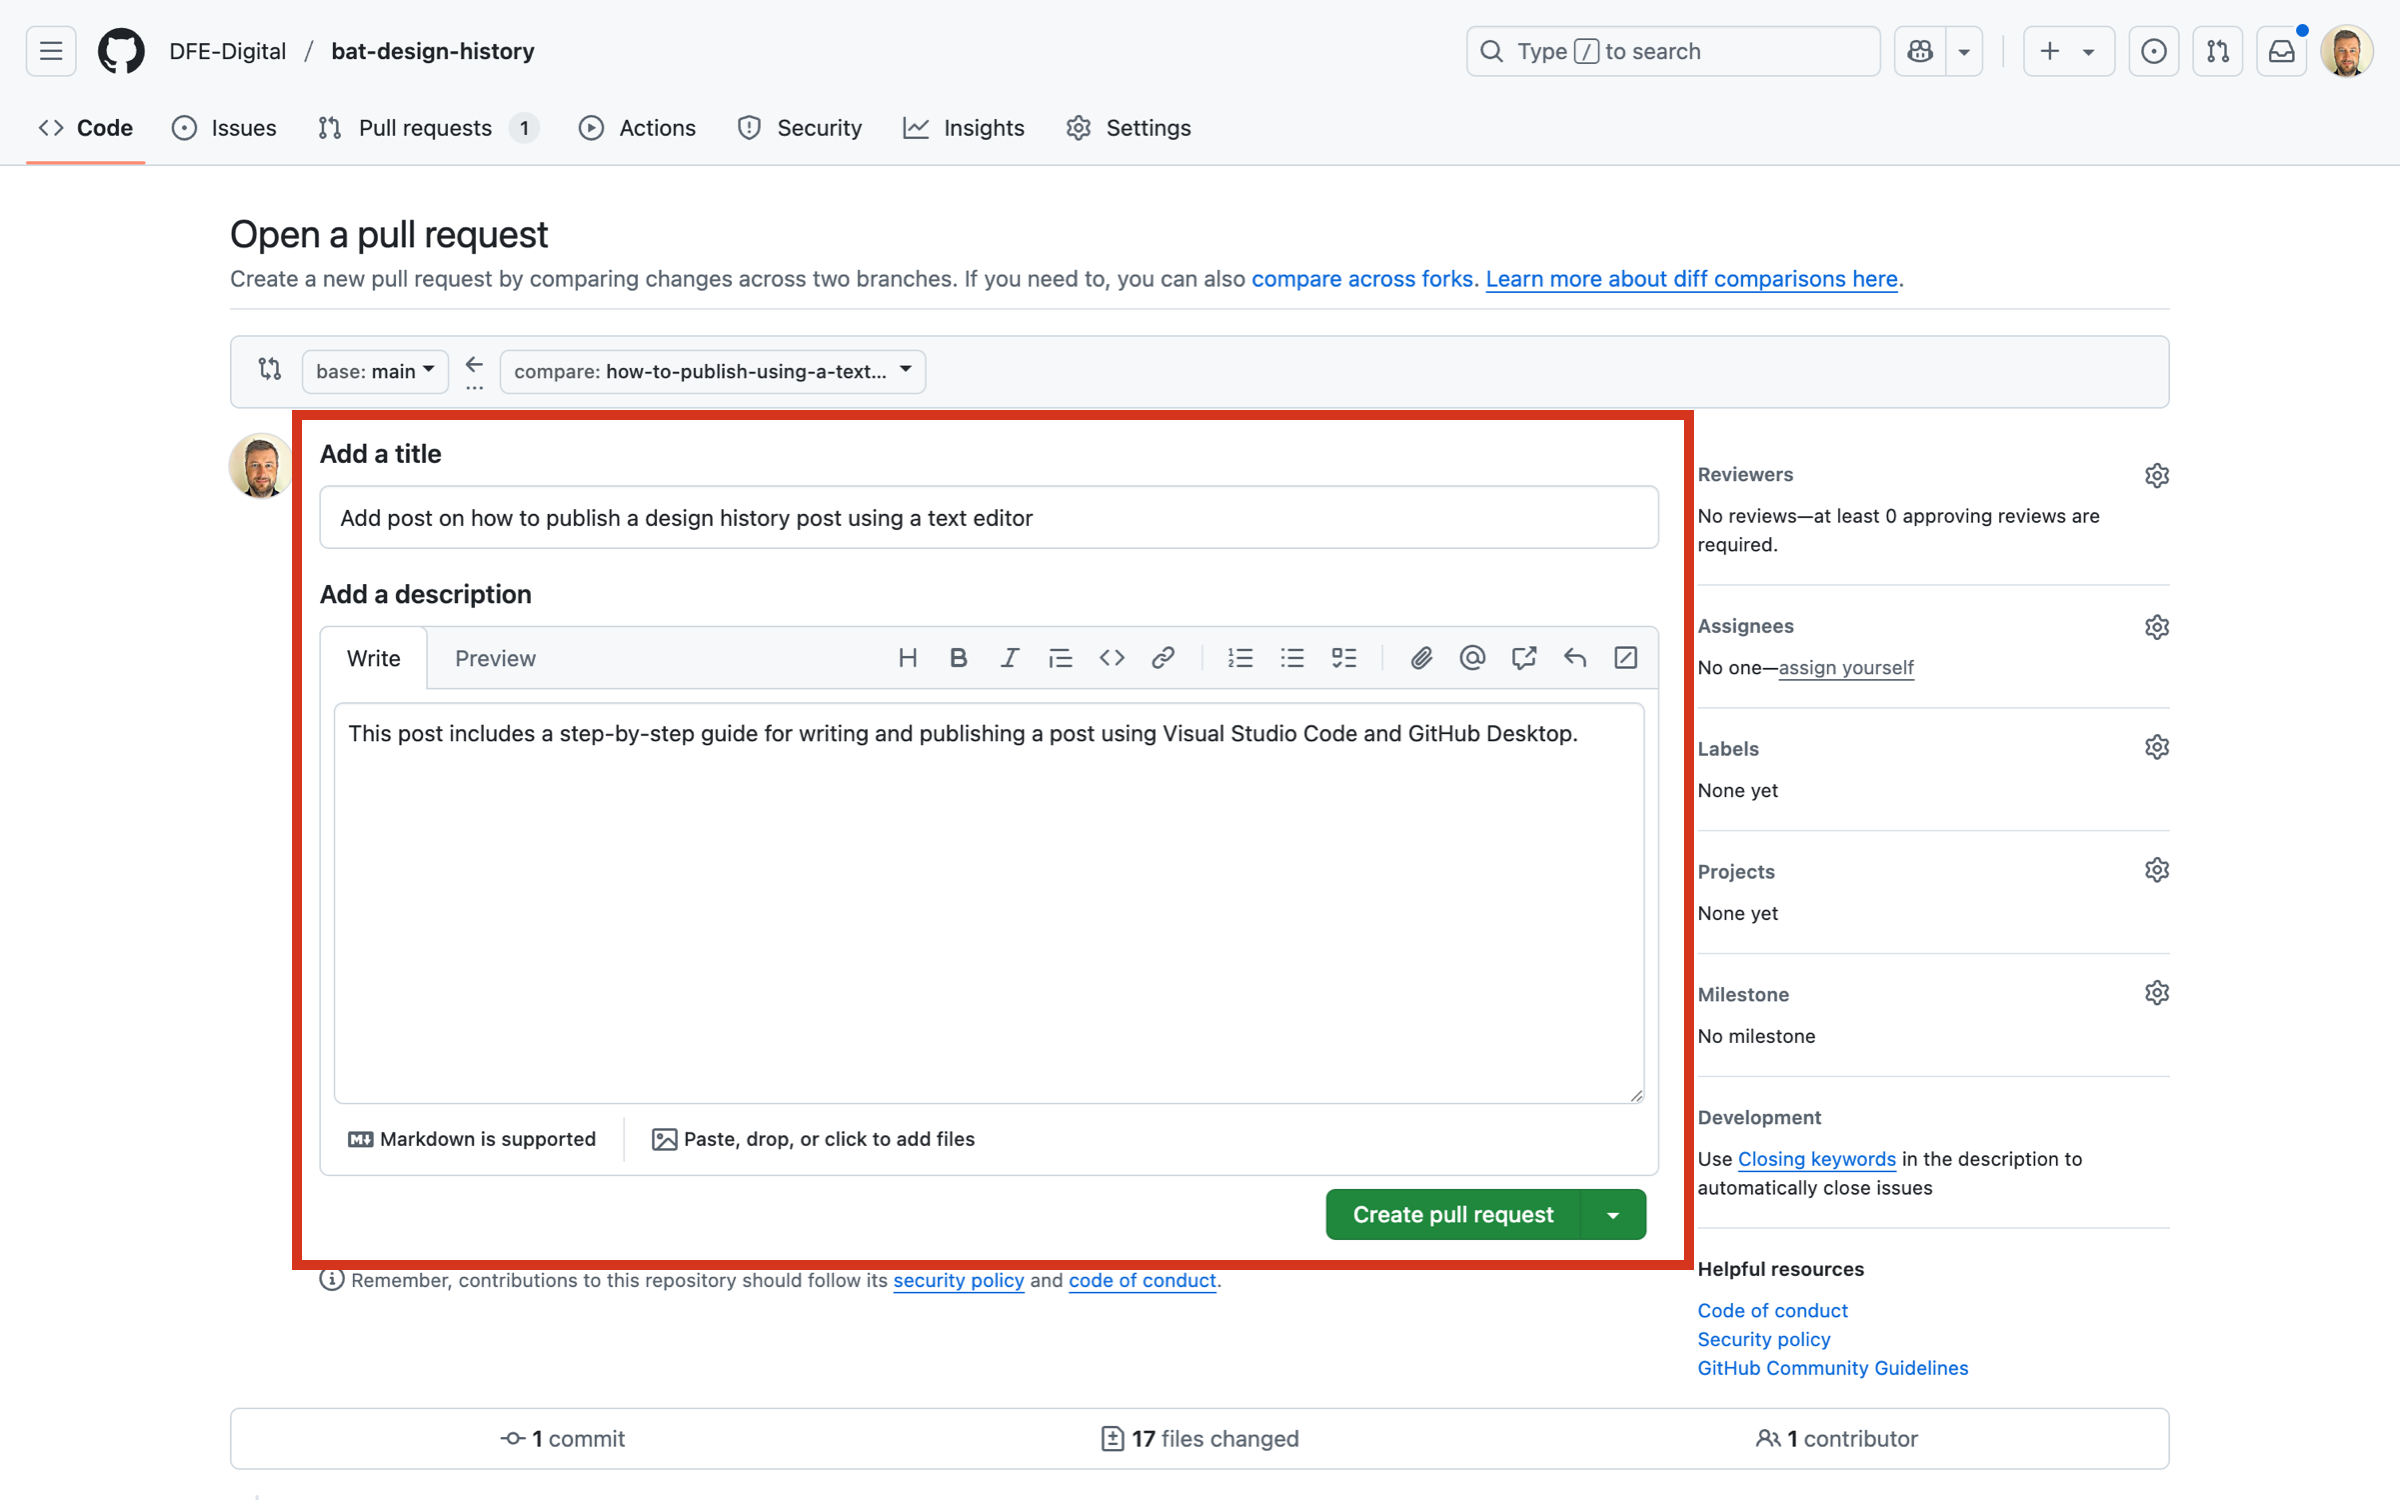 DFE-Digital / bat-design-history
Type / to search
Code
Issues
Pull requests 1
Actions
Security
Insights
Settings
Open a pull request
Create a new pull request by comparing changes across two branches. If you need to, you can also compare across forks. Learn more about diff comparisons here.
base: main
compare: how-to-publish-using-a-text...
Add a title
Add post on how to publish a design history post using a text editor
Add a description
Write
Preview
This post includes a step-by-step guide for writing and publishing a post using Visual Studio Code and GitHub Desktop.
Markdown is supported
Paste, drop, or click to add files
Create pull request
Remember, contributions to this repository should follow its security policy and code of conduct.
Reviewers
No reviews—at least 0 approving reviews are
required.
Assignees
No one—assign yourself
Labels
None yet
Projects
None yet
Milestone
No milestone
Development
Use Closing keywords in the description to
automatically close issues
Helpful resources
Code of conduct
Security policy
GitHub Community Guidelines
1 commit
17 files changed
1 contributor